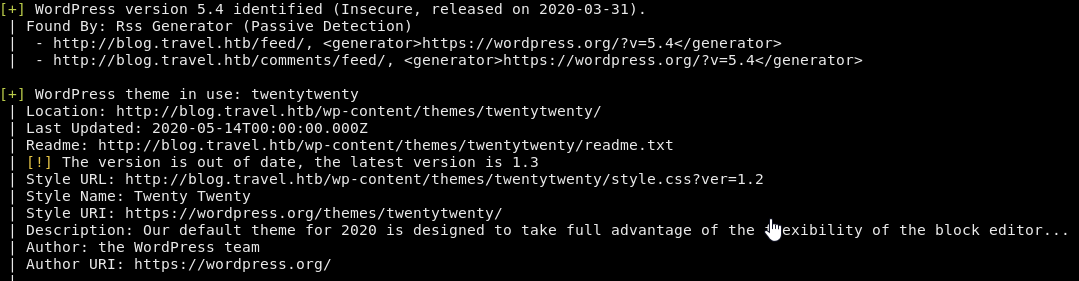 [+] WordPress version 5.4 identified (Insecure, released on 2020-03-31).
| Found By: Rss Generator (Passive Detection)
|  - http://blog.travel.htb/feed/, <generator>https://wordpress.org/?v=5.4</generator>
|  - http://blog.travel.htb/comments/feed/, <generator>https://wordpress.org/?v=5.4</generator>
[+] WordPress theme in use: twentytwenty
| Location: http://blog.travel.htb/wp-content/themes/twentytwenty/
| Last Updated: 2020-05-14T00:00:00.000Z
| Readme: http://blog.travel.htb/wp-content/themes/twentytwenty/readme.txt
| [!] The version is out of date, the latest version is 1.3
| Style URL: http://blog.travel.htb/wp-content/themes/twentytwenty/style.css?ver=1.2
| Style Name: Twenty Twenty
| Style URI: https://wordpress.org/themes/twentytwenty/
| Description: Our default theme for 2020 is designed to take full advantage of the flexibility of the block editor...
| Author: the WordPress team
| Author URI: https://wordpress.org/
|